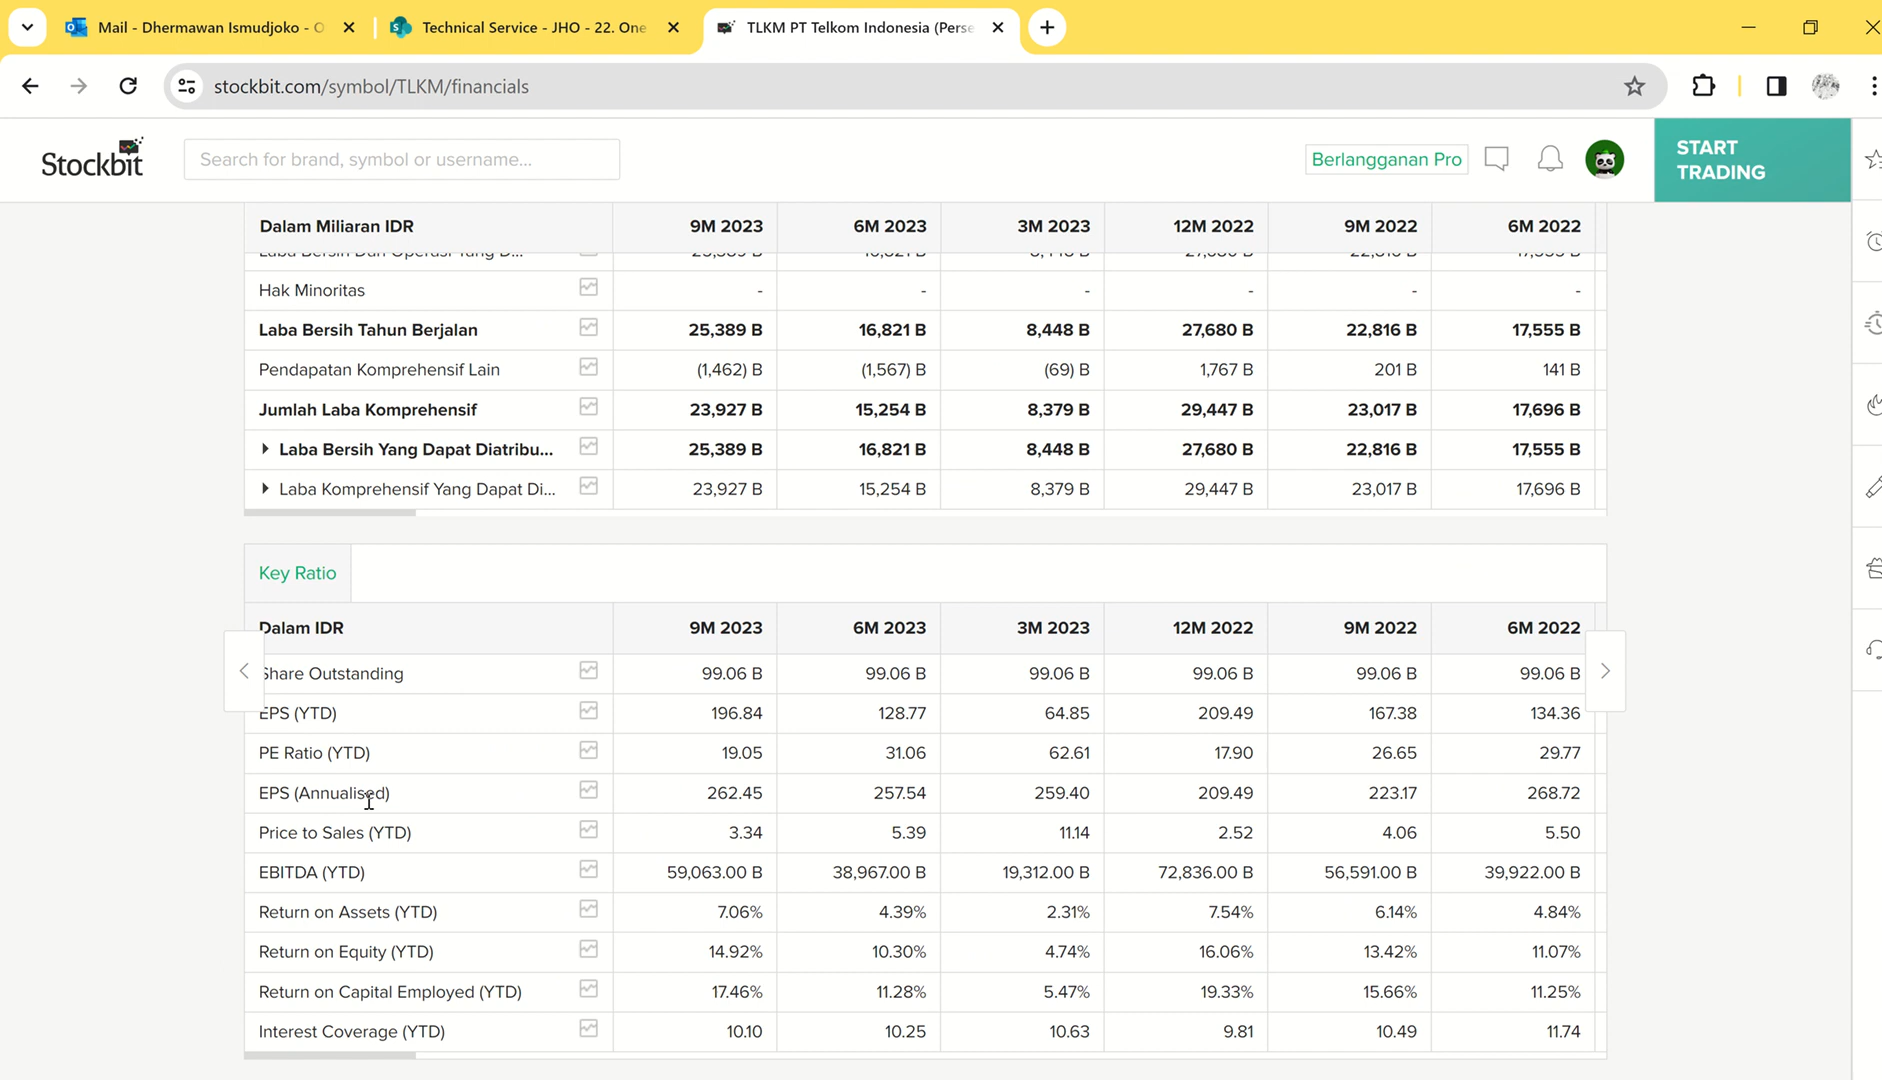 Mail - Dhermawan Ismudjoko - O
Technical Service - JHO - 22. One
TLKM PT Telkom Indonesia (Perse
stockbit.com/symbol/TLKM/financials
Stockbit
Search for brand, symbol or username...
Berlangganan Pro
START TRADING
Dalam Miliaran IDR 9M 2023 6M 2023 3M 2023 12M 2022 9M 2022 6M 2022
Hak Minoritas - - - - - -
Laba Bersih Tahun Berjalan 25,389 B 16,821 B 8,448 B 27,680 B 22,816 B 17,555 B
Pendapatan Komprehensif Lain (1,462) B (1,567) B (69) B 1,767 B 201 B 141 B
Jumlah Laba Komprehensif 23,927 B 15,254 B 8,379 B 29,447 B 23,017 B 17,696 B
Laba Bersih Yang Dapat Diatribu... 25,389 B 16,821 B 8,448 B 27,680 B 22,816 B 17,555 B
Laba Komprehensif Yang Dapat Di... 23,927 B 15,254 B 8,379 B 29,447 B 23,017 B 17,696 B
Key Ratio
Dalam IDR 9M 2023 6M 2023 3M 2023 12M 2022 9M 2022 6M 2022
Share Outstanding 99.06 B 99.06 B 99.06 B 99.06 B 99.06 B 99.06 B
EPS (YTD) 196.84 128.77 64.85 209.49 167.38 134.36
PE Ratio (YTD) 19.05 31.06 62.61 17.90 26.65 29.77
EPS (Annualised) 262.45 257.54 259.40 209.49 223.17 268.72
Price to Sales (YTD) 3.34 5.39 11.14 2.52 4.06 5.50
EBITDA (YTD) 59,063.00 B 38,967.00 B 19,312.00 B 72,836.00 B 56,591.00 B 39,922.00 B
Return on Assets (YTD) 7.06% 4.39% 2.31% 7.54% 6.14% 4.84%
Return on Equity (YTD) 14.92% 10.30% 4.74% 16.06% 13.42% 11.07%
Return on Capital Employed (YTD) 17.46% 11.28% 5.47% 19.33% 15.66% 11.25%
Interest Coverage (YTD) 10.10 10.25 10.63 9.81 10.49 11.74